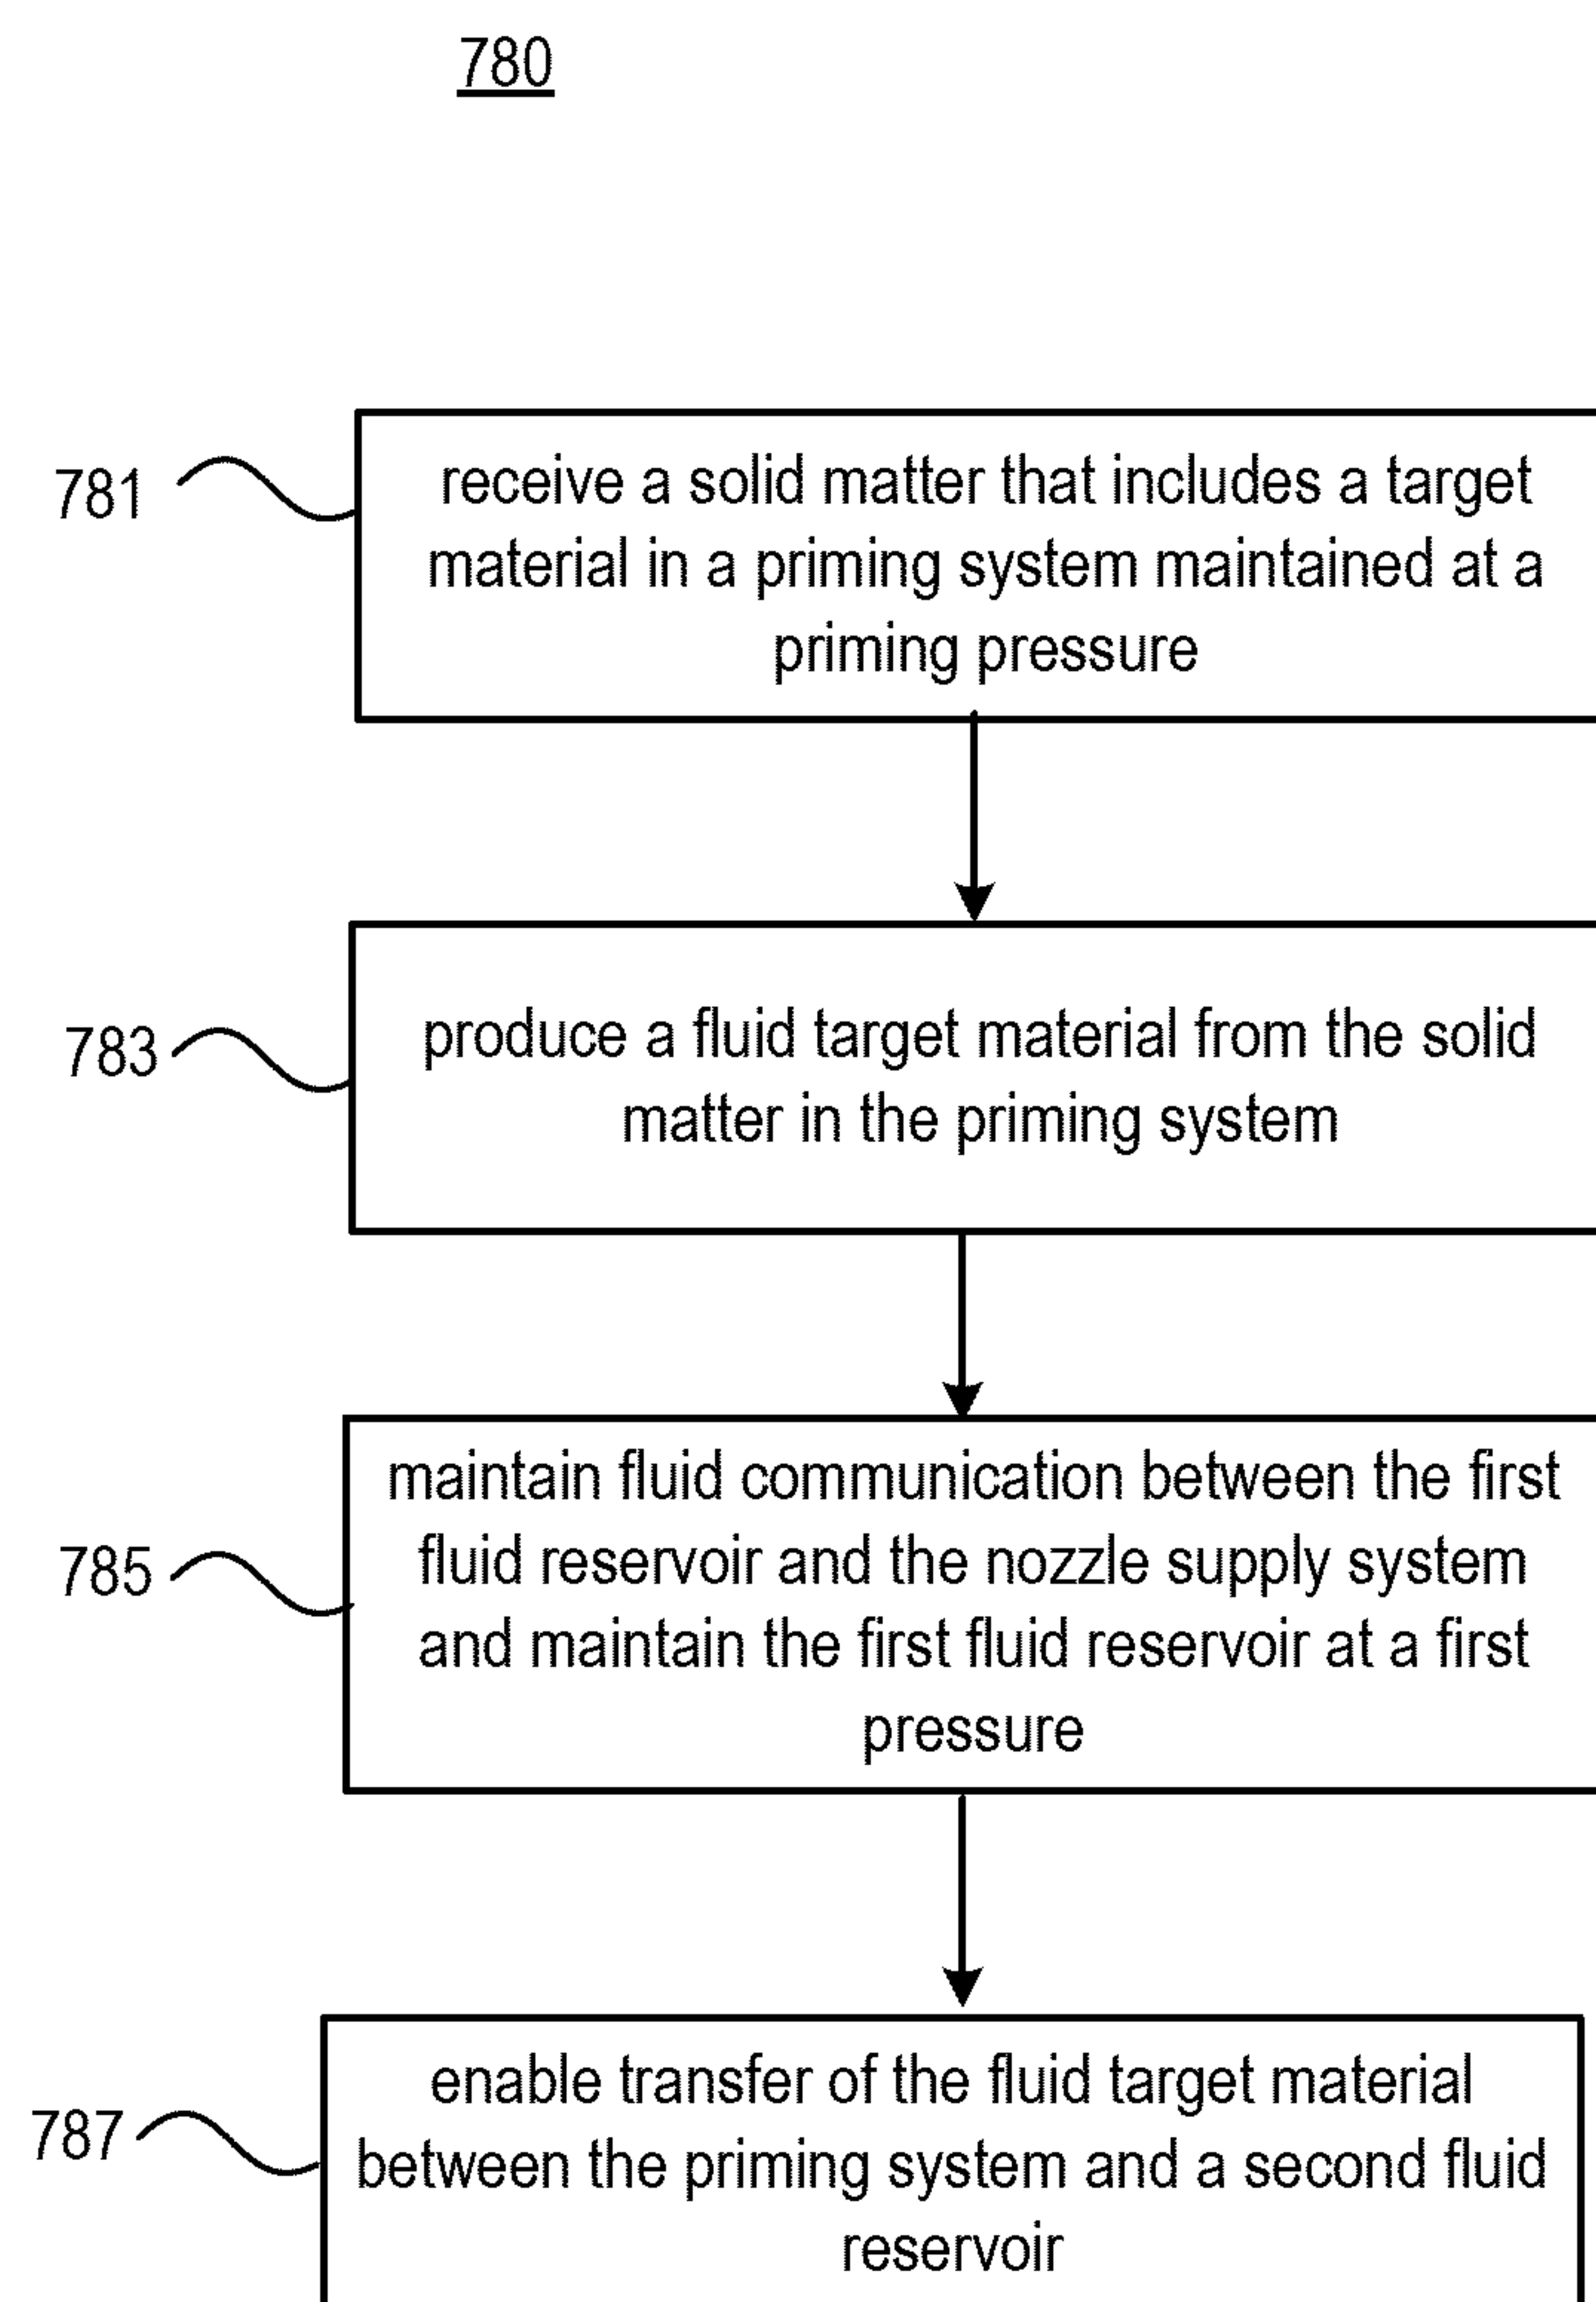 780
781
receive a solid matter that includes a target
material in a priming system maintained at a
priming pressure
783
produce a fluid target material from the solid
matter in the priming system
785
maintain fluid communication between the first
fluid reservoir and the nozzle supply system
and maintain the first fluid reservoir at a first
pressure
787
enable transfer of the fluid target material
between the priming system and a second fluid
reservoir